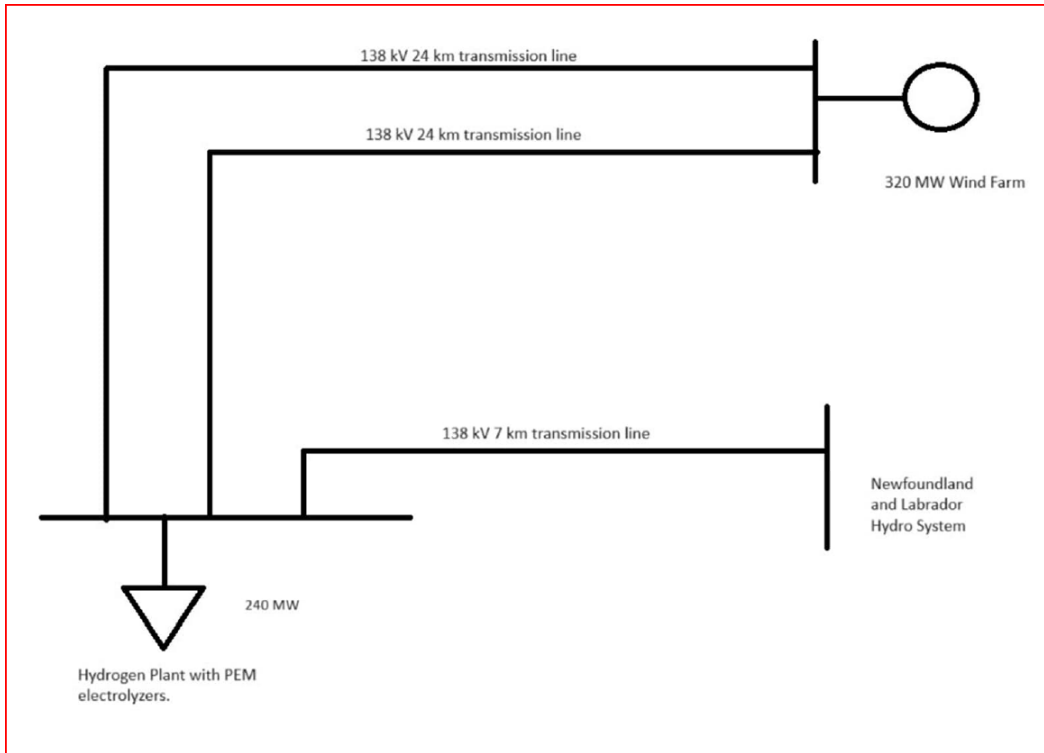 138 kV 24 km transmission line
138 kV 24 km transmission line
320 MW Wind Farm
138 kV 7 km transmission line
Newfoundland
and Labrador
Hydro System
240 MW
Hydrogen Plant with PEM
electrolyzers.